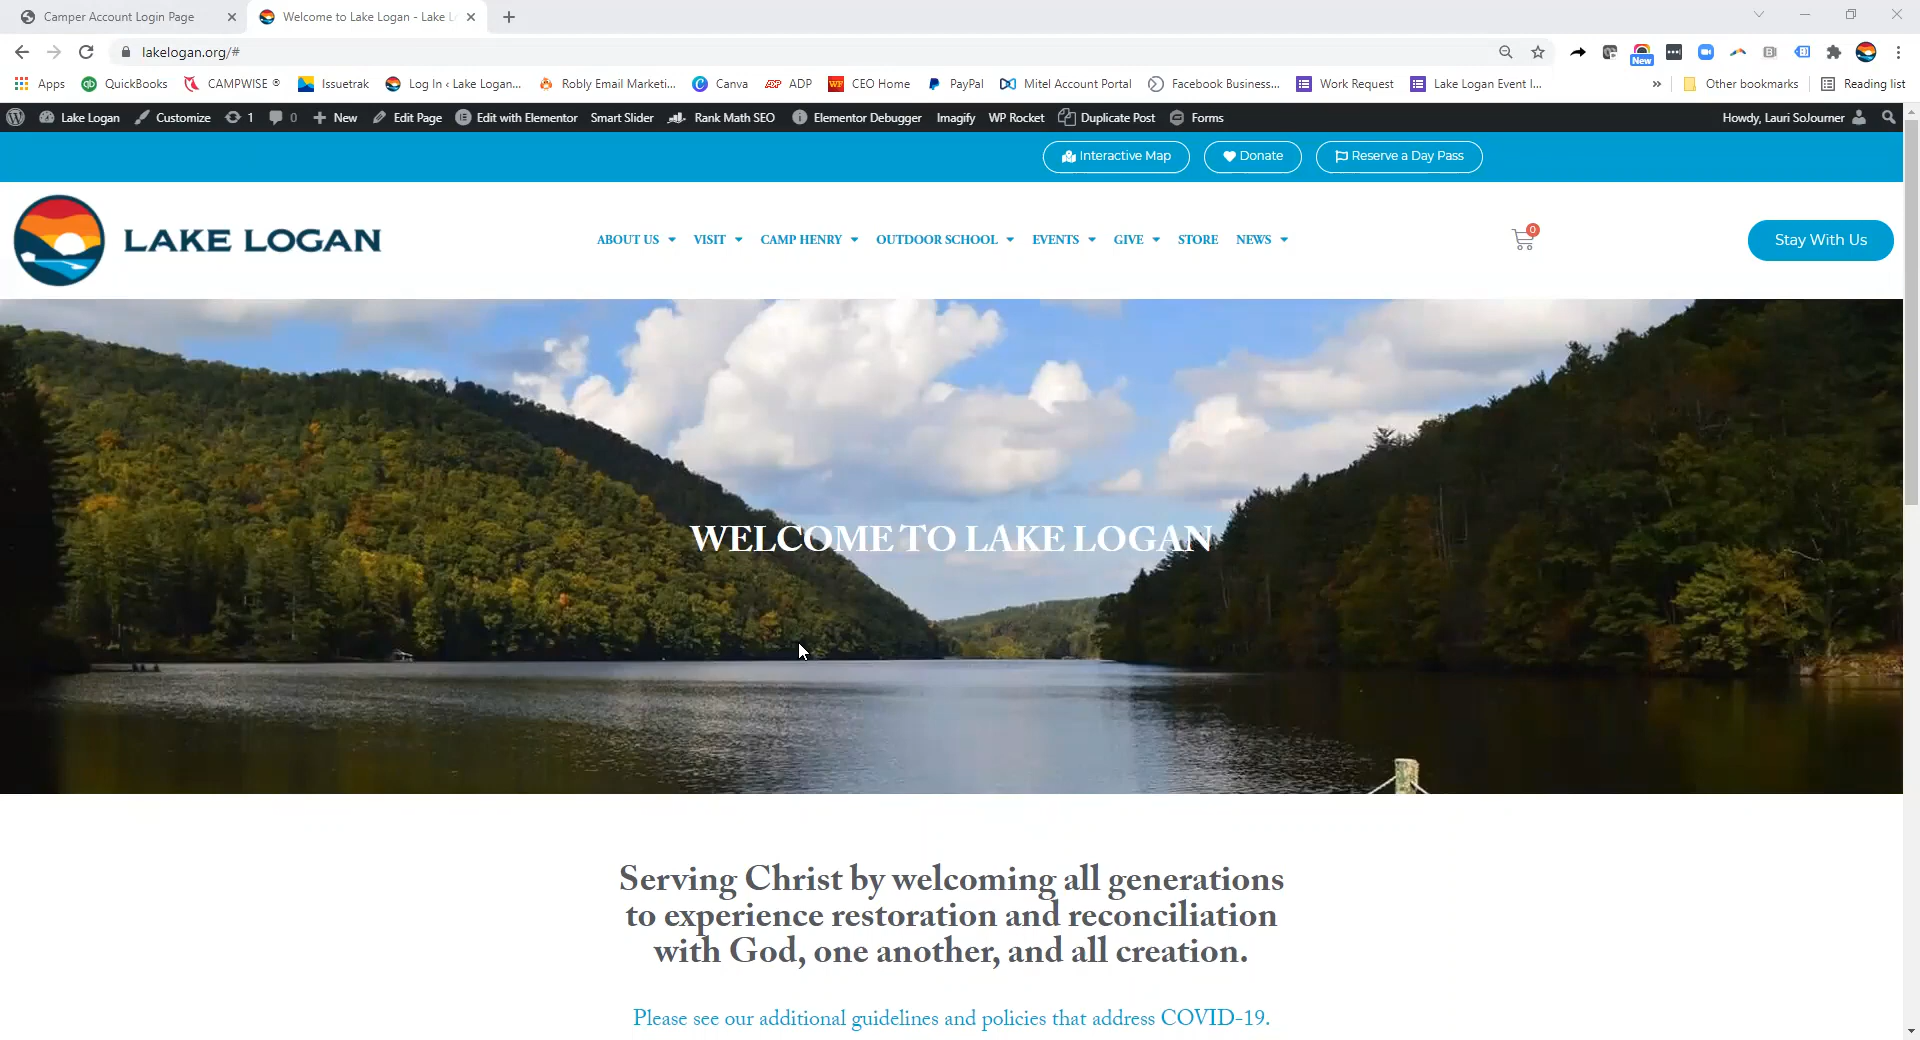 Camper Account Login Page
Welcome to Lake Logan - Lake L
lakelogan.org/#
New
Apps
QuickBooks
CAMPWISE ®
Issuetrak
Log In ‹ Lake Logan...
Robly Email Marketi...
Canva
ADP
CEO Home
PayPal
Mitel Account Portal
Facebook Business...
Work Request
Lake Logan Event I...
»
Other bookmarks
Reading list
Lake Logan
Customize
1
0
New
Edit Page
Edit with Elementor
Smart Slider
Rank Math SEO
Elementor Debugger
Imagify
WP Rocket
Duplicate Post
Forms
Howdy, Lauri SoJourner
Interactive Map
Donate
Reserve a Day Pass
LAKE LOGAN
ABOUT US
VISIT
CAMP HENRY
OUTDOOR SCHOOL
EVENTS
GIVE
STORE
NEWS
0
Stay With Us
WELCOME TO LAKE LOGAN
Serving Christ by welcoming all generations
to experience restoration and reconciliation
with God, one another, and all creation.
Please see our additional guidelines and policies that address COVID-19.